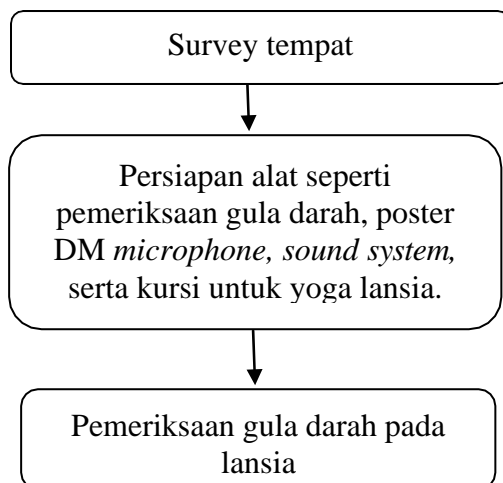 Survey tempat
Persiapan alat seperti
pemeriksaan gula darah, poster
DM microphone, sound system,
serta kursi untuk yoga lansia.
Pemeriksaan gula darah pada
lansia